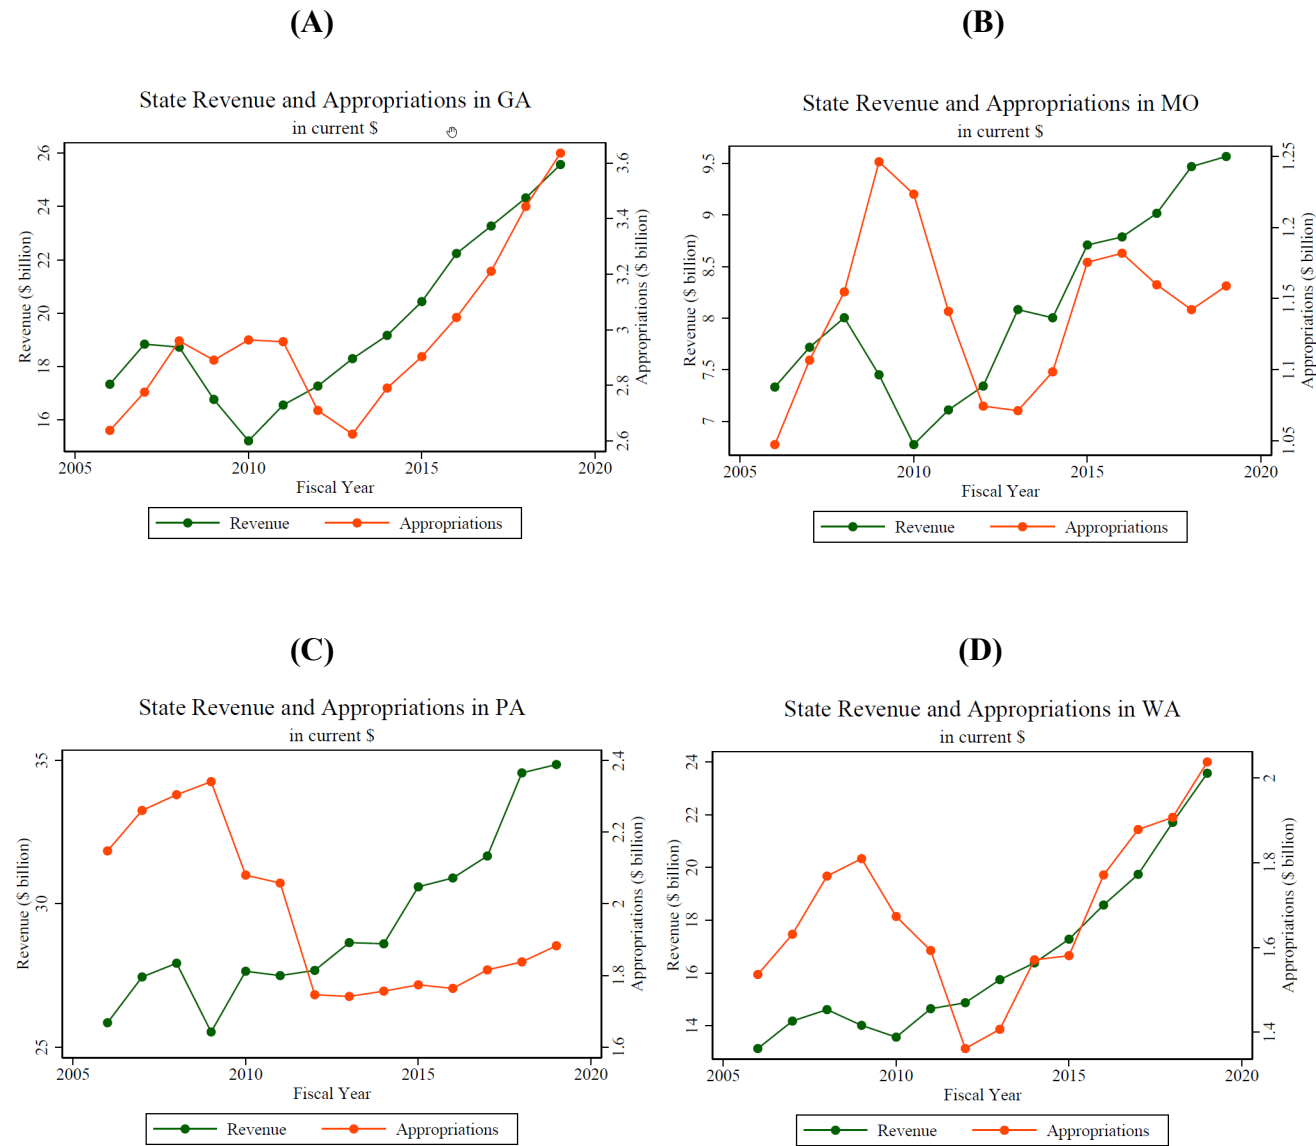 (A)
State Revenue and Appropriations in GA
in current $
Revenue ($ billion)
26
24
22
20
18
16
Appropriations ($ billion)
3.6
3.4
3.2
3
2.8
2.6
2005 2010 2015 2020
Fiscal Year
Revenue Appropriations
(B)
State Revenue and Appropriations in MO
in current $
Revenue ($ billion)
9.5
9
8.5
8
7.5
7
Appropriations ($ billion)
1.25
1.2
1.15
1.1
1.05
2005 2010 2015 2020
Fiscal Year
Revenue Appropriations
(C)
State Revenue and Appropriations in PA
in current $
Revenue ($ billion)
35
30
25
Appropriations ($ billion)
2.4
2.2
2
1.8
1.6
2005 2010 2015 2020
Fiscal Year
Revenue Appropriations
(D)
State Revenue and Appropriations in WA
in current $
Revenue ($ billion)
24
22
20
18
16
14
Appropriations ($ billion)
2
1.8
1.6
1.4
2005 2010 2015 2020
Fiscal Year
Revenue Appropriations